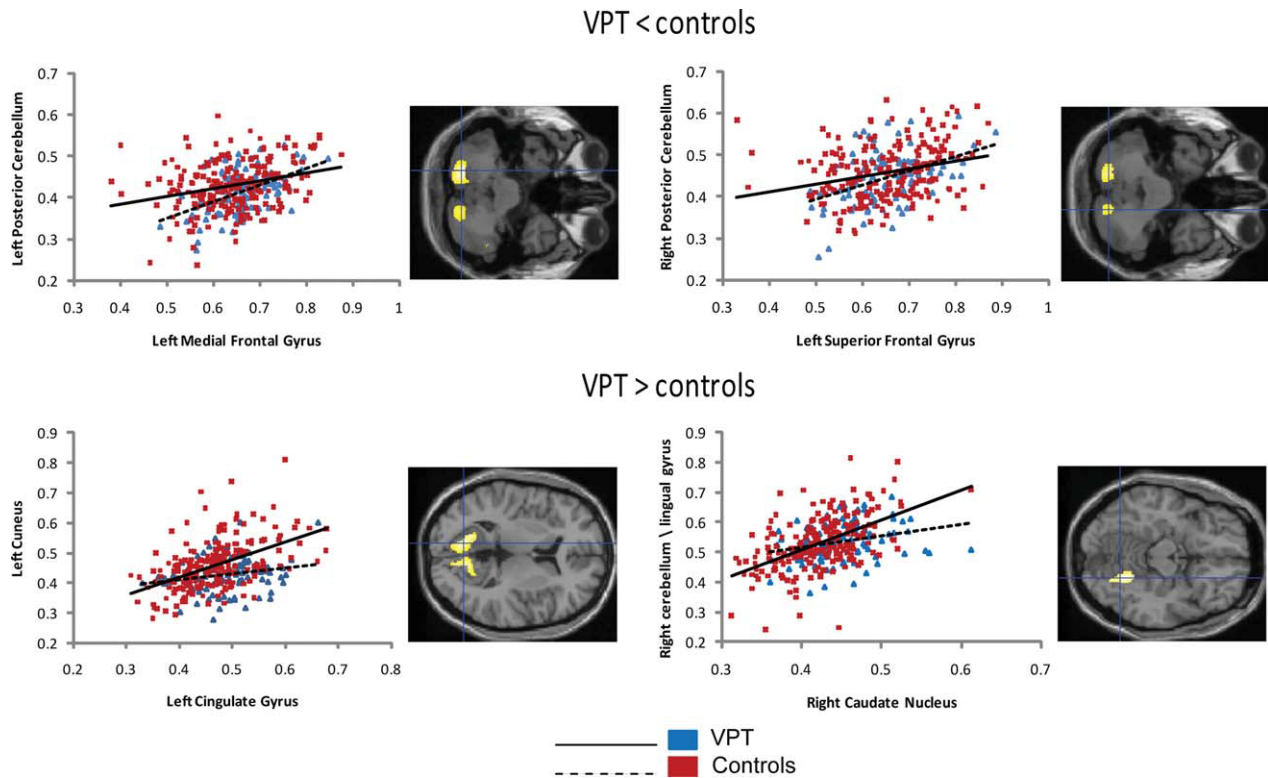 VPT < controls
0.7
0.6
0.5
0.4
0.3
0.2
0.3 0.4 0.5 0.6 0.7 0.8 0.9 1
Left Posterior Cerebellum
Left Medial Frontal Gyrus
0.7
0.6
0.5
0.4
0.3
0.2
0.3 0.4 0.5 0.6 0.7 0.8 0.9 1
Right Posterior Cerebellum
Left Superior Frontal Gyrus
VPT > controls
0.9
0.8
0.7
0.6
0.5
0.4
0.3
0.2
0.2 0.3 0.4 0.5 0.6 0.7 0.8
Left Cuneus
Left Cingulate Gyrus
0.9
0.8
0.7
0.6
0.5
0.4
0.3
0.2
0.3 0.4 0.5 0.6 0.7
Right cerebellum \ lingual gyrus
Right Caudate Nucleus
VPT
Controls